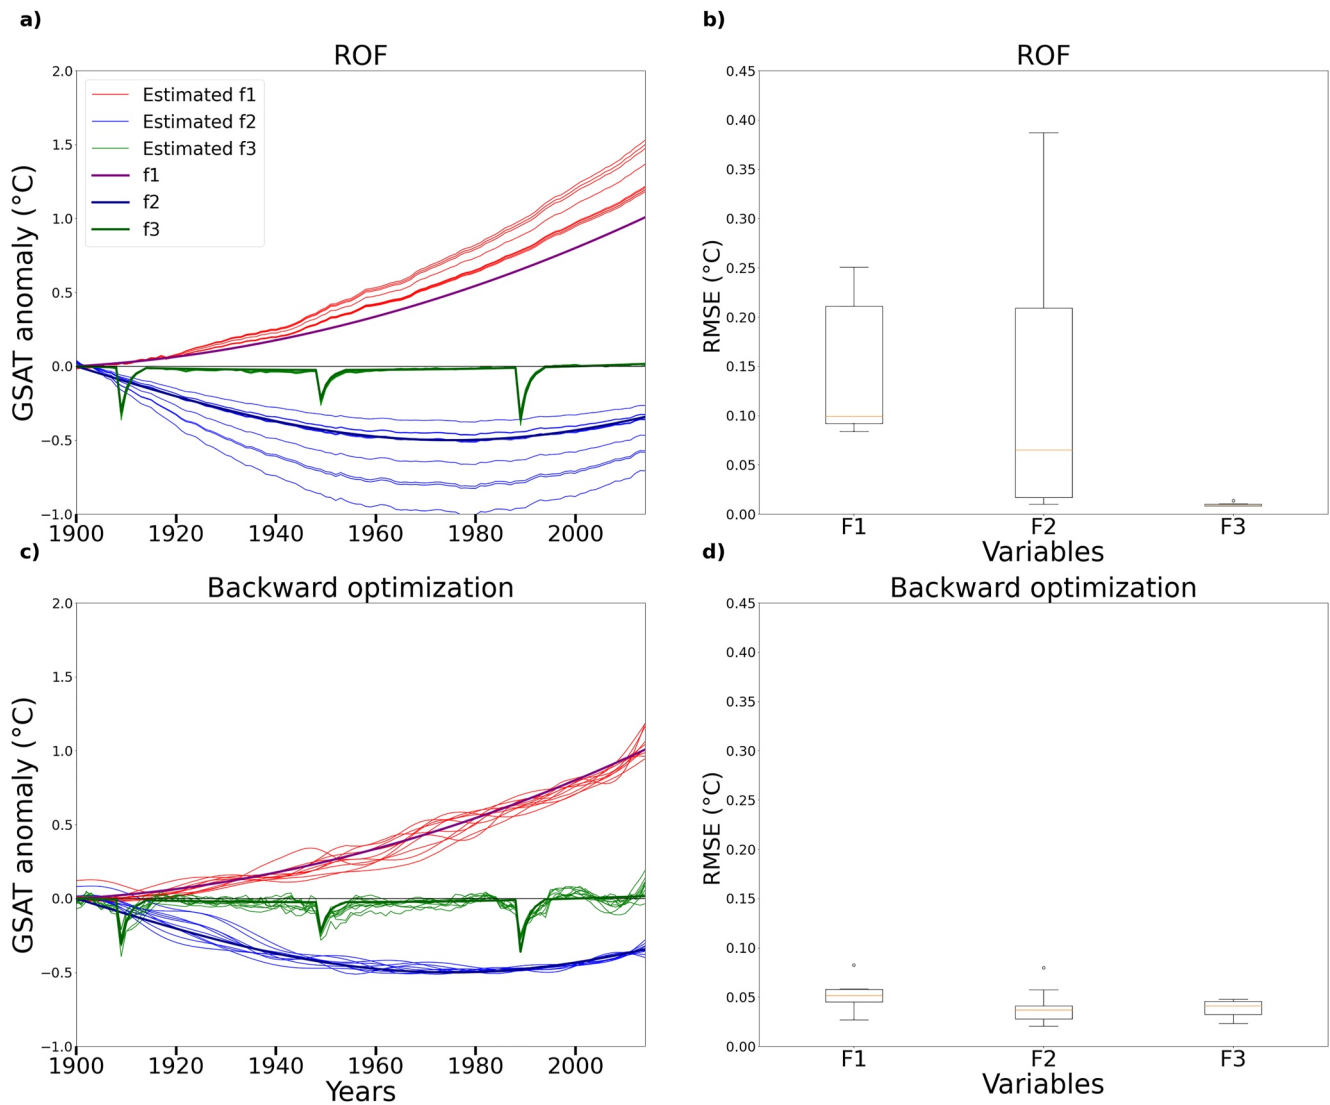 a)
ROF
2.0
1.5
1.0
0.5
0.0
−0.5
−1.0
GSAT anomaly (°C)
Estimated f1
Estimated f2
Estimated f3
f1
f2
f3
1900 1920 1940 1960 1980 2000
b)
ROF
0.45
0.40
0.35
0.30
0.25
0.20
0.15
0.10
0.05
0.00
RMSE (°C)
F1 F2 F3
Variables
c)
Backward optimization
2.0
1.5
1.0
0.5
0.0
−0.5
−1.0
GSAT anomaly (°C)
1900 1920 1940 1960 1980 2000
Years
d)
Backward optimization
0.45
0.40
0.35
0.30
0.25
0.20
0.15
0.10
0.05
0.00
RMSE (°C)
F1 F2 F3
Variables